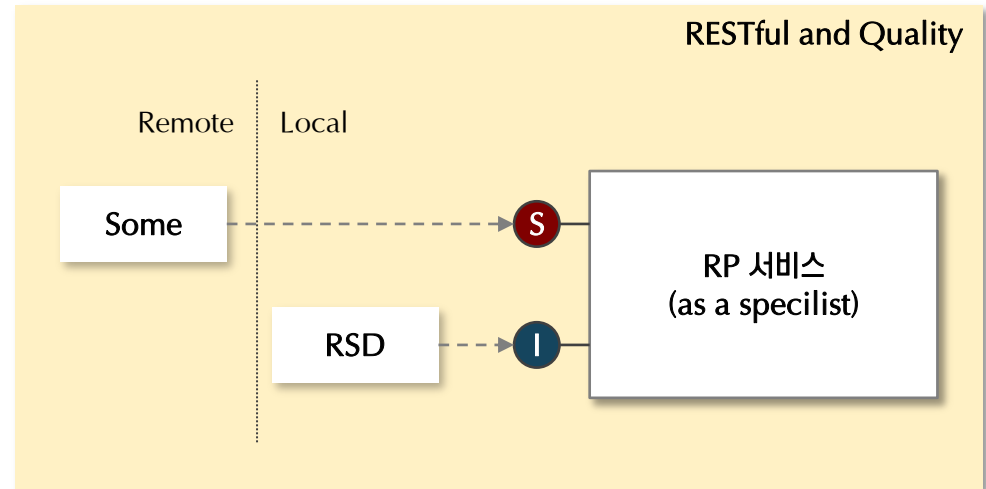 RESTful and Quality
Remote
Local
Some
S
RP 서비스
(as a specilist)
RSD
I